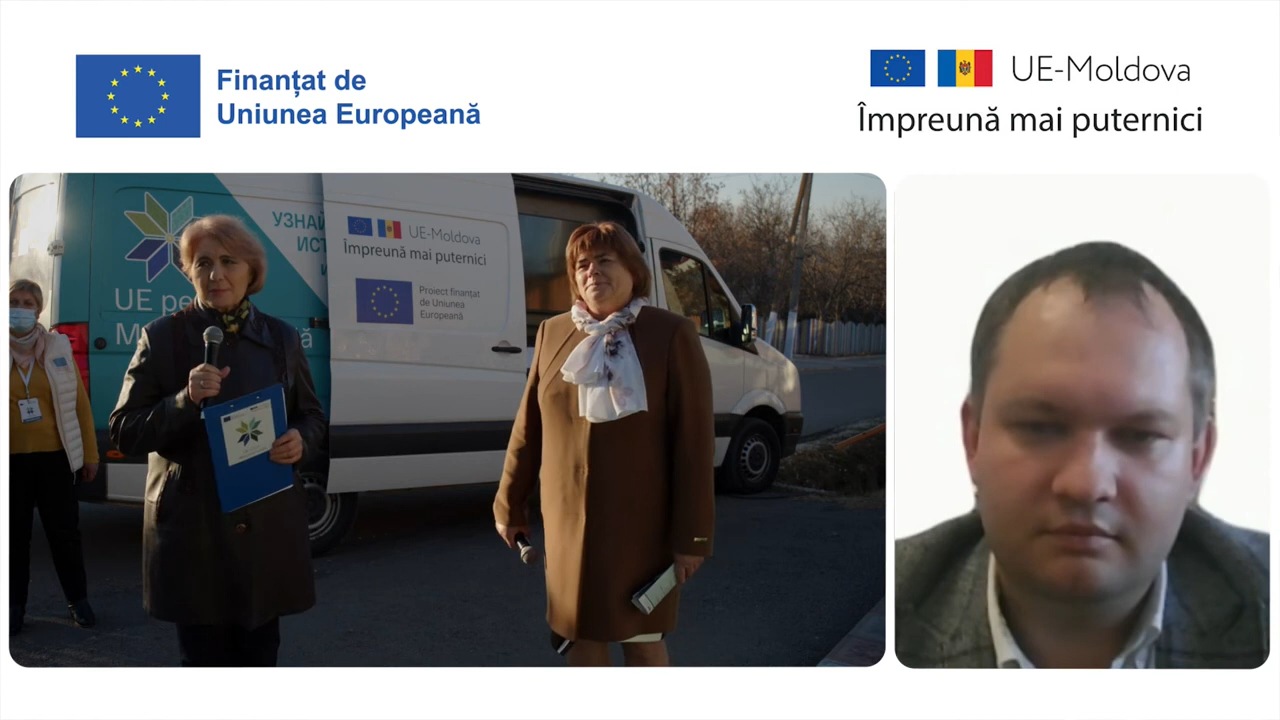 Finanțat de
Uniunea Europeană
UE-Moldova
Împreună mai puternici
UE-Moldova
Împreună mai puternici
Proiect finanțat
de Uniunea
Europeană
UE